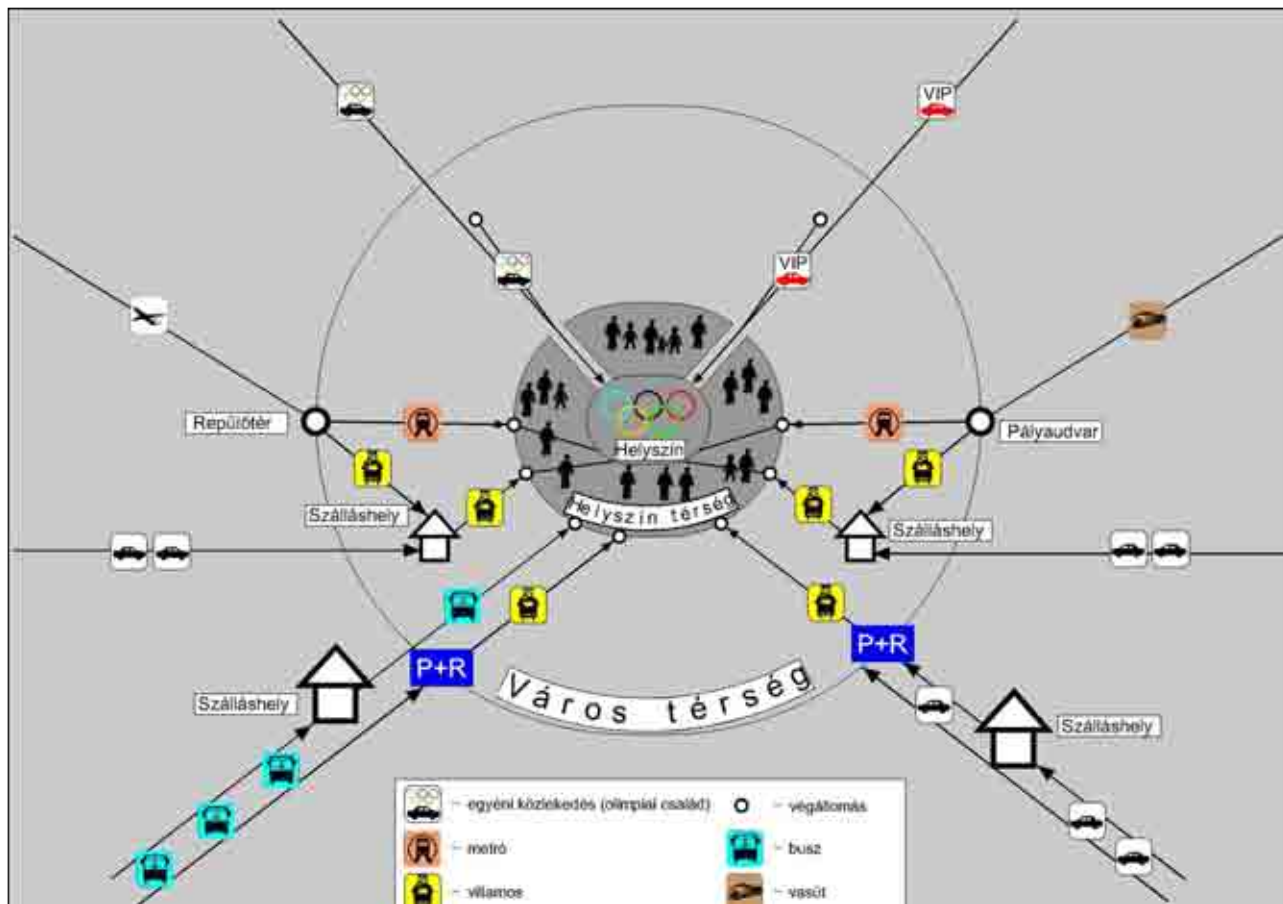 VIP
VIP
Repülőtér
Pályaudvar
Helyszín
Helyszín térség
Szálláshely
Szálláshely
P+R
P+R
Szálláshely
Város térség
Szálláshely
- egyéni közlekedés (olimpiai család)
- végállomás
- metró
- busz
- villamos
- vasút